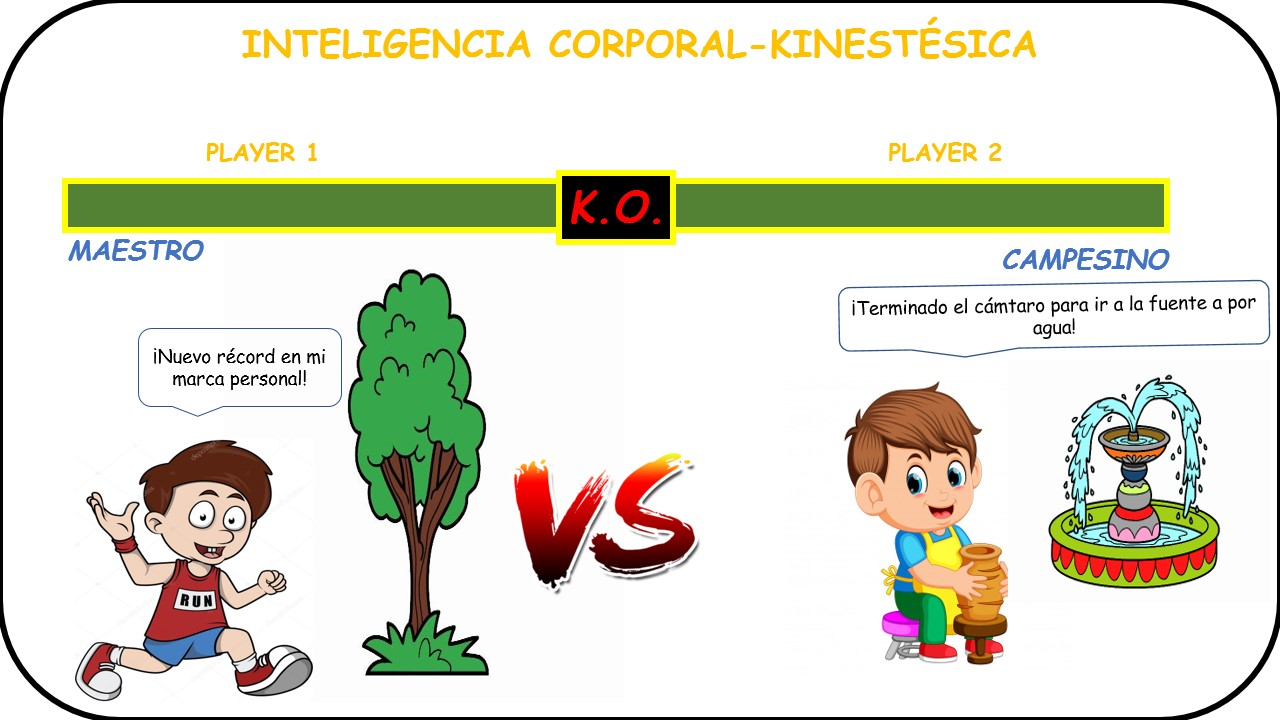 INTELIGENCIA CORPORAL-KINESTÉSICA
PLAYER 1
PLAYER 2
K.O.
MAESTRO
CAMPESINO
¡Nuevo récord en mi
marca personal!
¡Terminado el cámtaro para ir a la fuente a por
agua!
VS
RUN